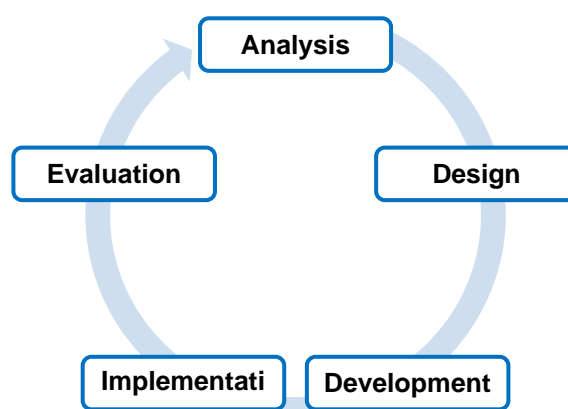 Analysis
Design
Development
Implementati
Evaluation